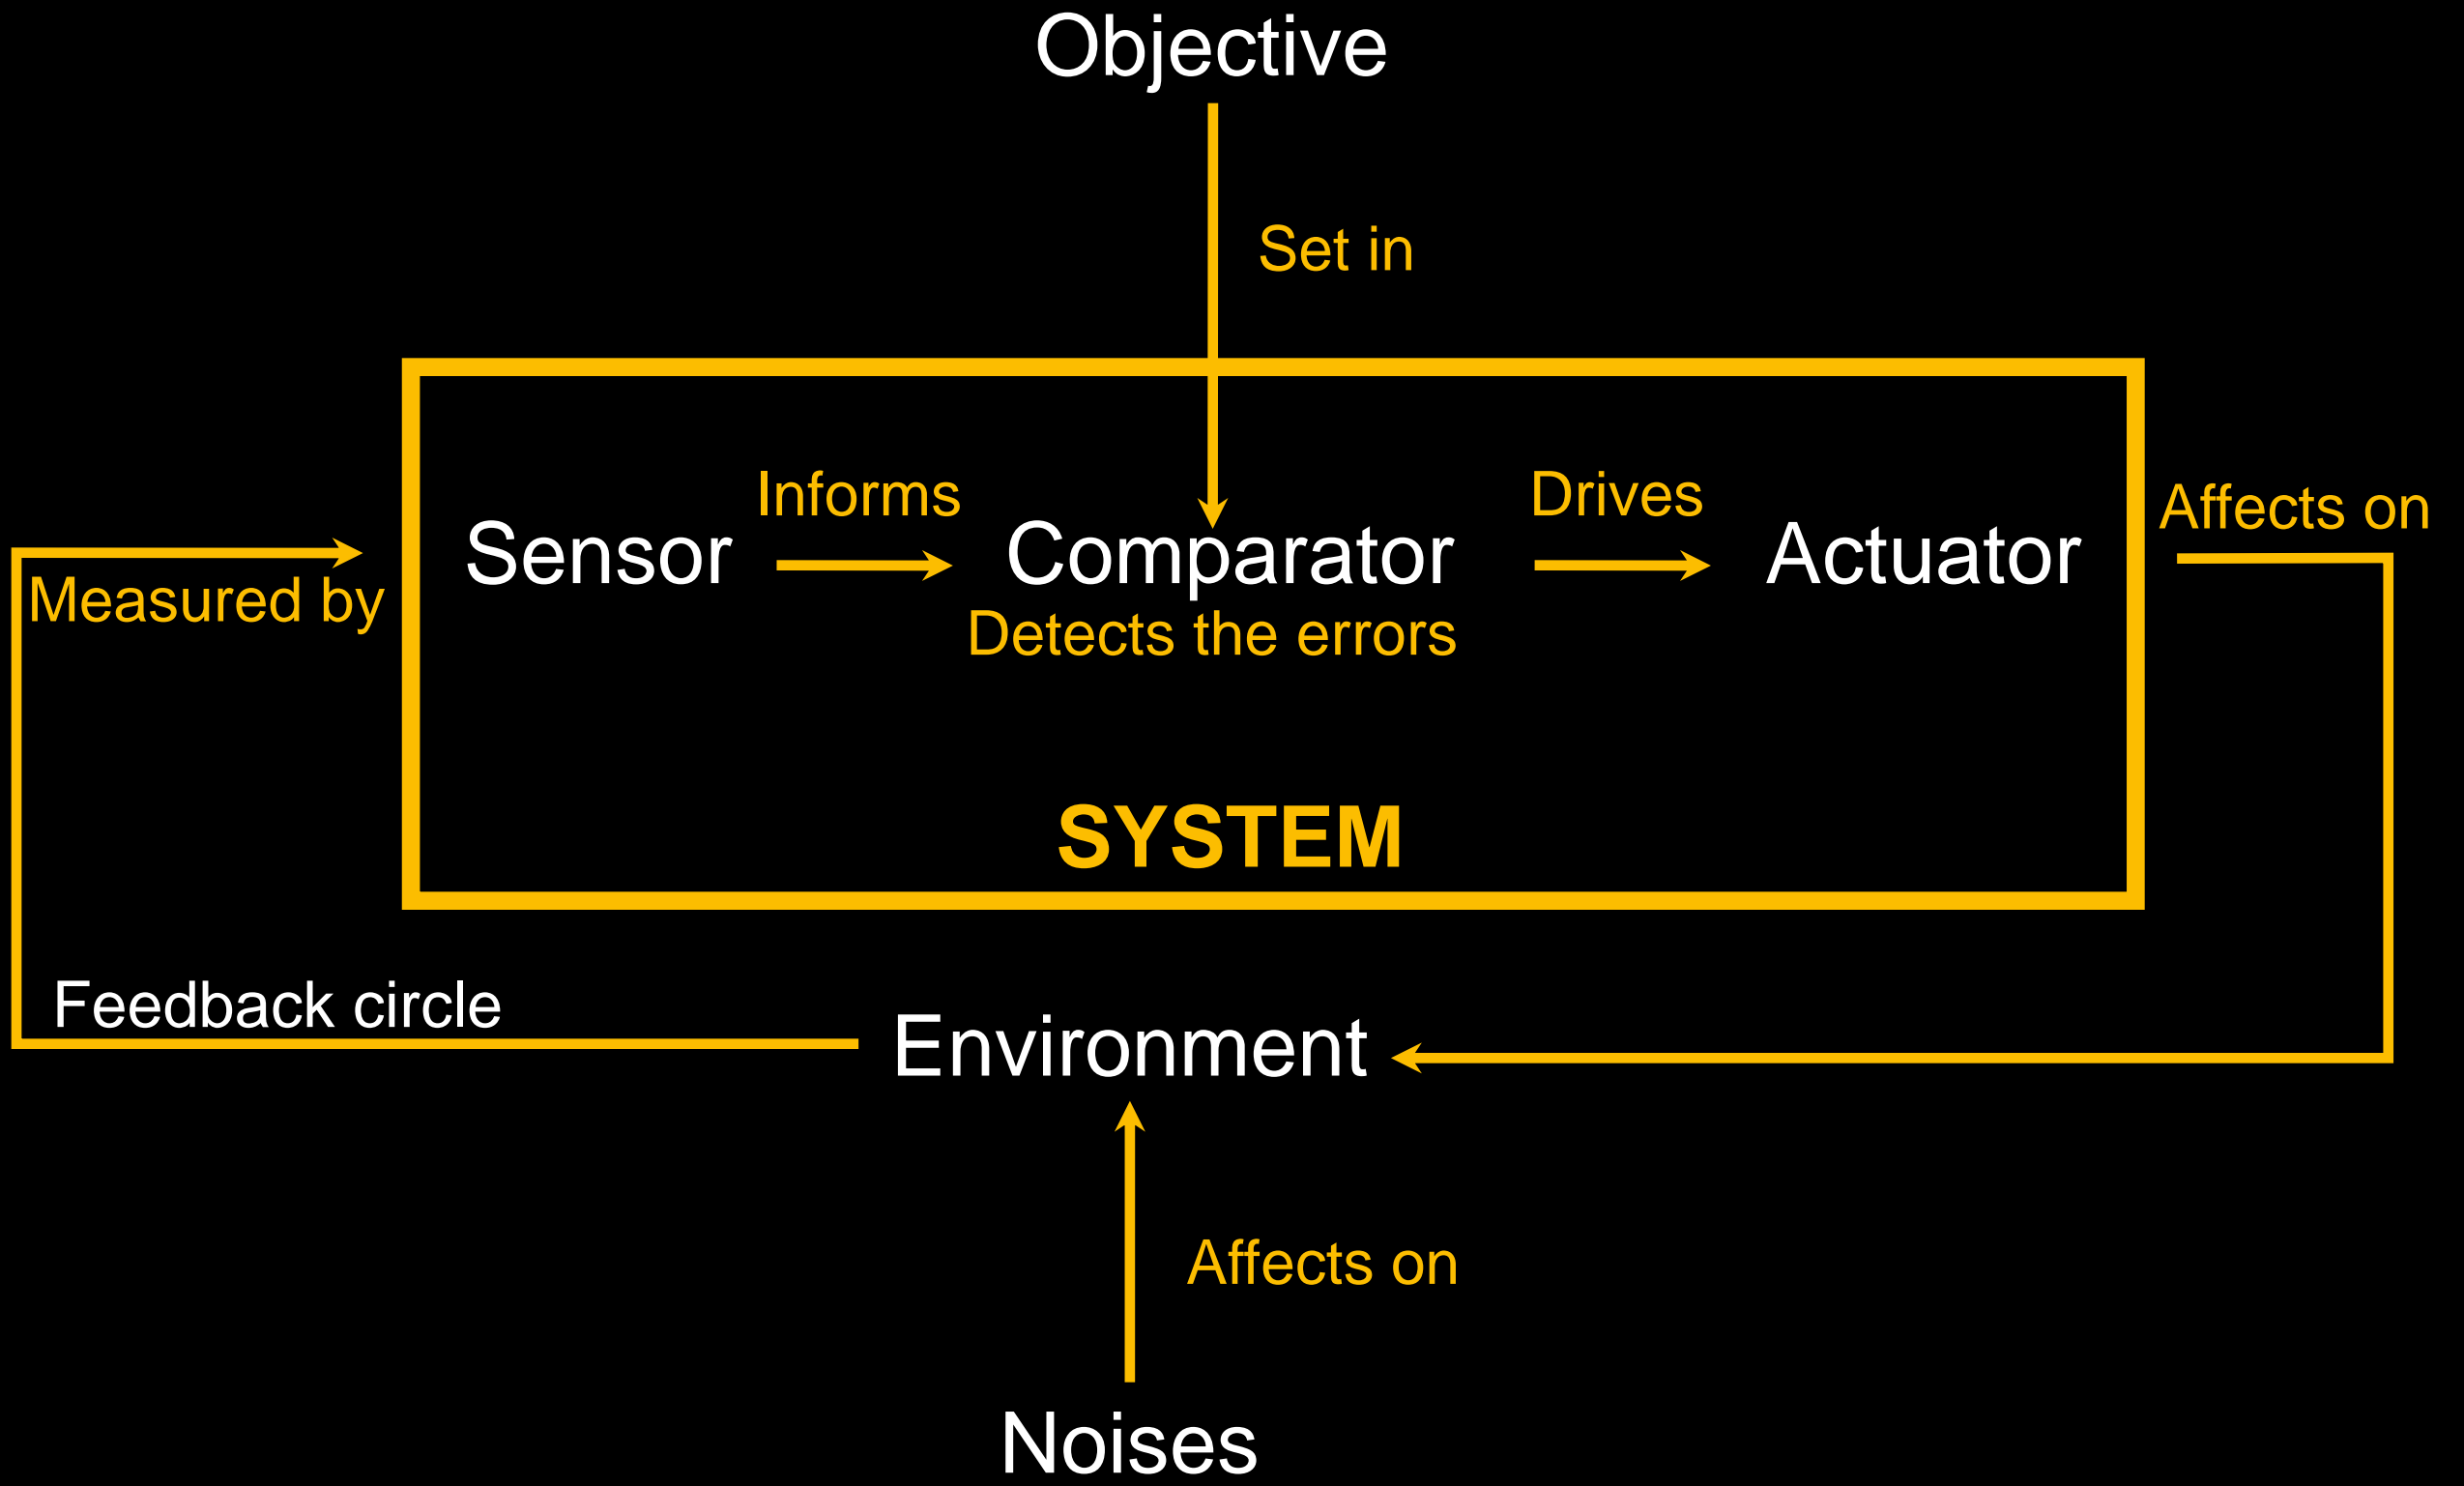 Objective
Set in
Informs
Drives
Affects on
Sensor
Comparator
Actuator
Measured by
Detects the errors
SYSTEM
Feedback circle
Environment
Affects on
Noises